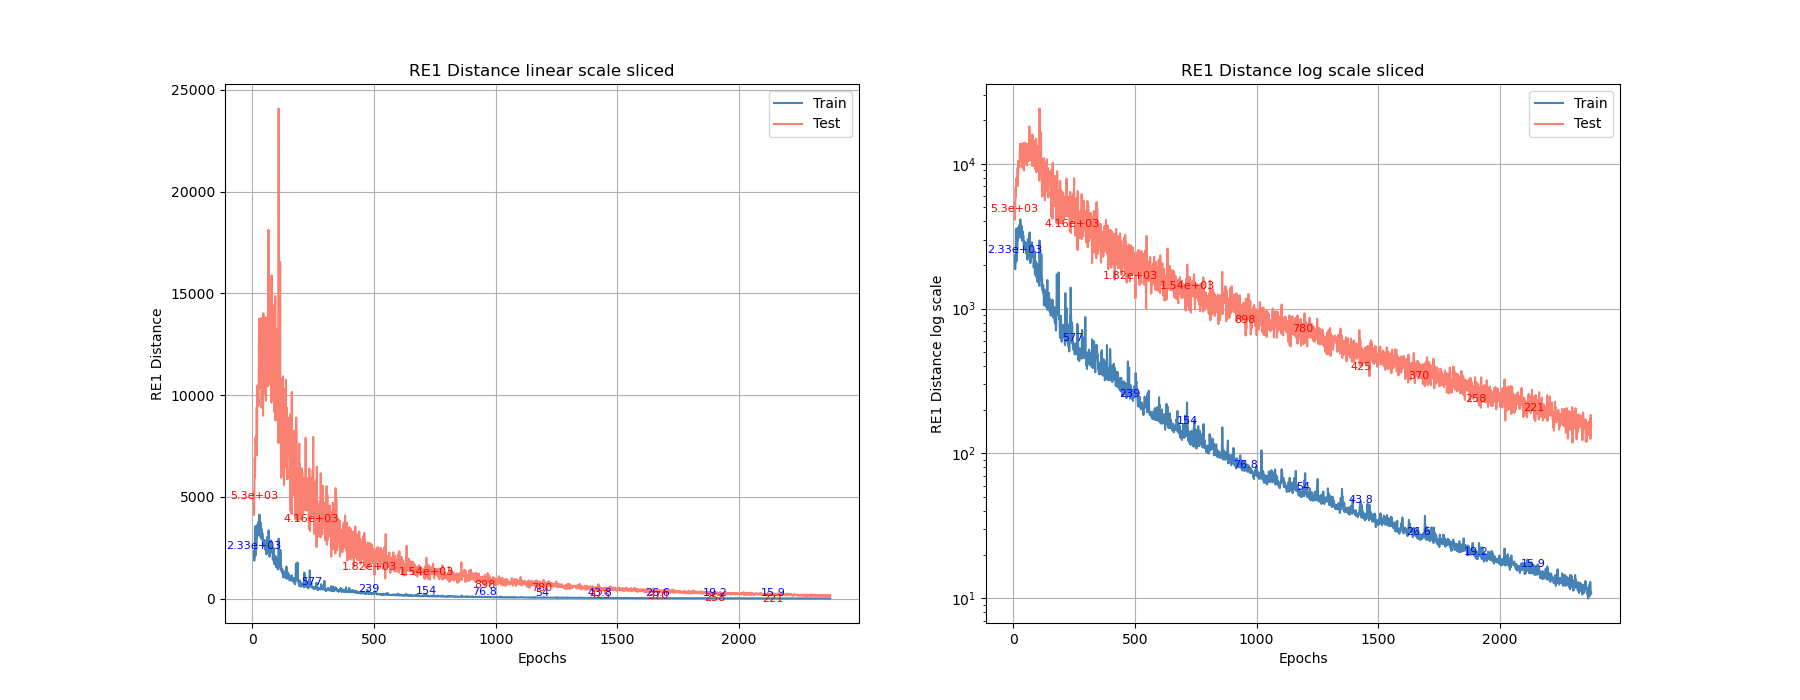 RE1 Distance linear scale sliced
RE1 Distance
25000
20000
15000
10000
5000
0
Train
Test
5.3e+03
4.16e+03
1.82e+03
1.54e+03
898
780
258
221
2.33e+03
577
239
154
76.8
54
43.8
26.6
19.2
15.9
0
500
1000
1500
2000
Epochs
RE1 Distance log scale sliced
RE1 Distance log scale
10⁴
10³
10²
10¹
Train
Test
5.3e+03
4.16e+03
1.82e+03
1.54e+03
898
780
425
370
258
221
2.33e+03
577
239
154
76.8
54
43.8
26.6
19.2
15.9
0
500
1000
1500
2000
Epochs